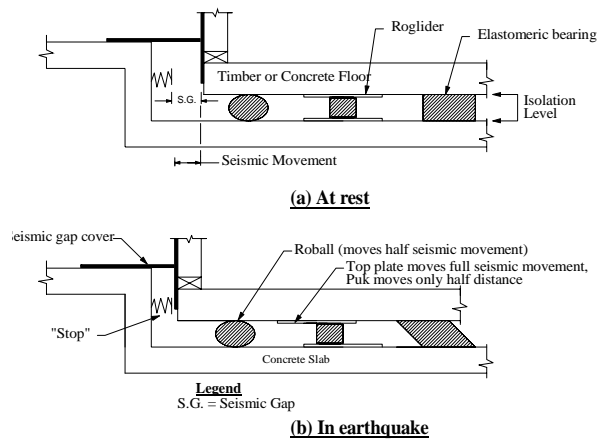 Roglider
Elastomeric bearing
Timber or Concrete Floor
S.G.
Isolation
Level
Seismic Movement
(a) At rest
gap cover
Roball (moves half seismic movement)
Top plate moves full seismic movement,
Puk moves only half distance
"Stop"
Concrete Slab
Legend
S.G. = Seismic Gap
(b) In earthquake